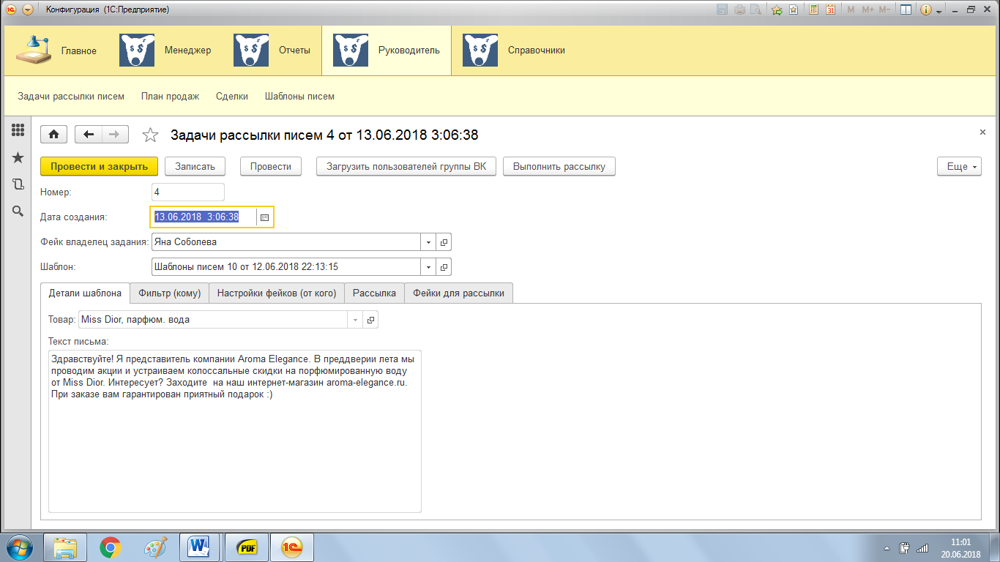 Конфигурация (1С:Предприятие)
M M+ M-
Главное
Менеджер
Отчеты
Руководитель
Справочники
Задачи рассылки писем План продаж Сделки Шаблоны писем
Задачи рассылки писем 4 от 13.06.2018 3:06:38
Провести и закрыть Записать Провести Загрузить пользователей группы ВК Выполнить рассылку Еще
Номер: 4
Дата создания: 13.06.2018 3:06:38
Фейк владелец задания: Яна Соболева
Шаблон: Шаблоны писем 10 от 12.06.2018 22:13:15
Детали шаблона Фильтр (кому) Настройки фейков (от кого) Рассылка Фейки для рассылки
Товар: Miss Dior, парфюм. вода
Текст письма:
Здравствуйте! Я представитель компании Aroma Elegance. В преддверии лета мы
проводим акции и устраиваем колоссальные скидки на порфюмированную воду
от Miss Dior. Интересует? Заходите на наш интернет-магазин aroma-elegance.ru.
При заказе вам гарантирован приятный подарок :)
PDF
11:01
20.06.2018